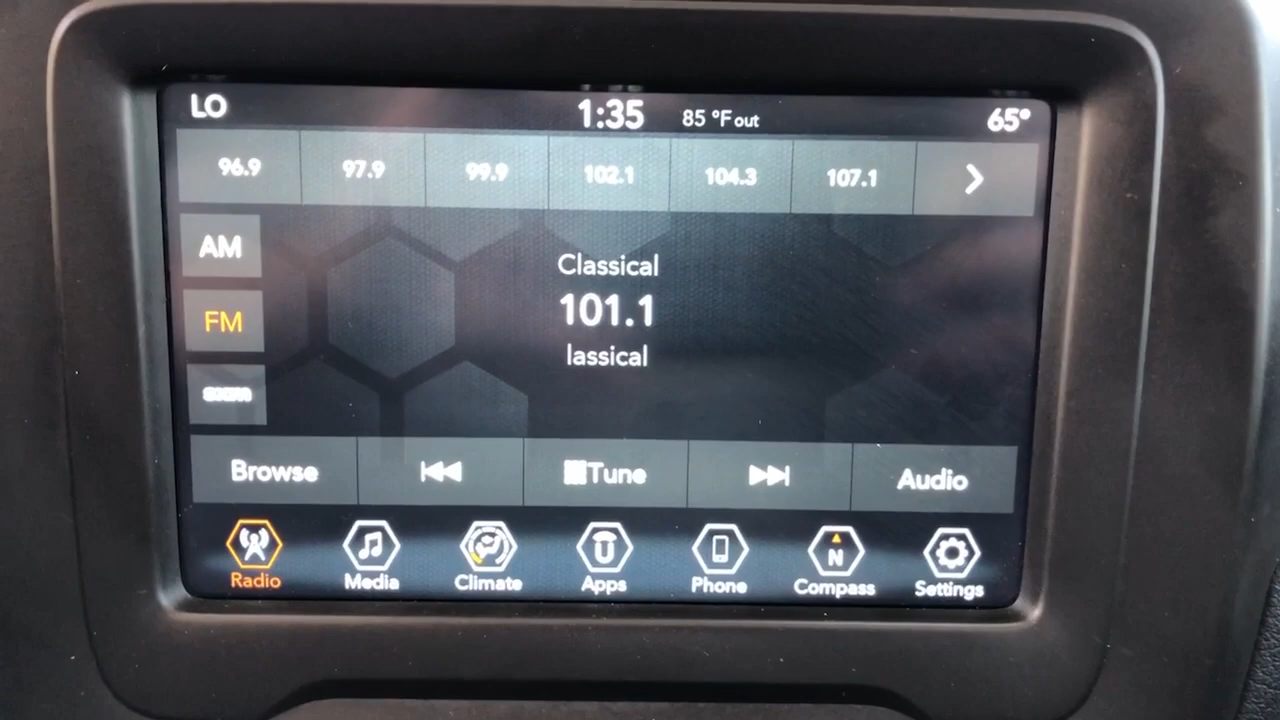 LO 1:35 85 °F out 65°
96.9 97.9 99.9 102.1 104.3 107.1
AM
Classical
101.1
FM
lassical
Browse Tune Audio
Radio Media Climate Apps Phone N Compass Settings